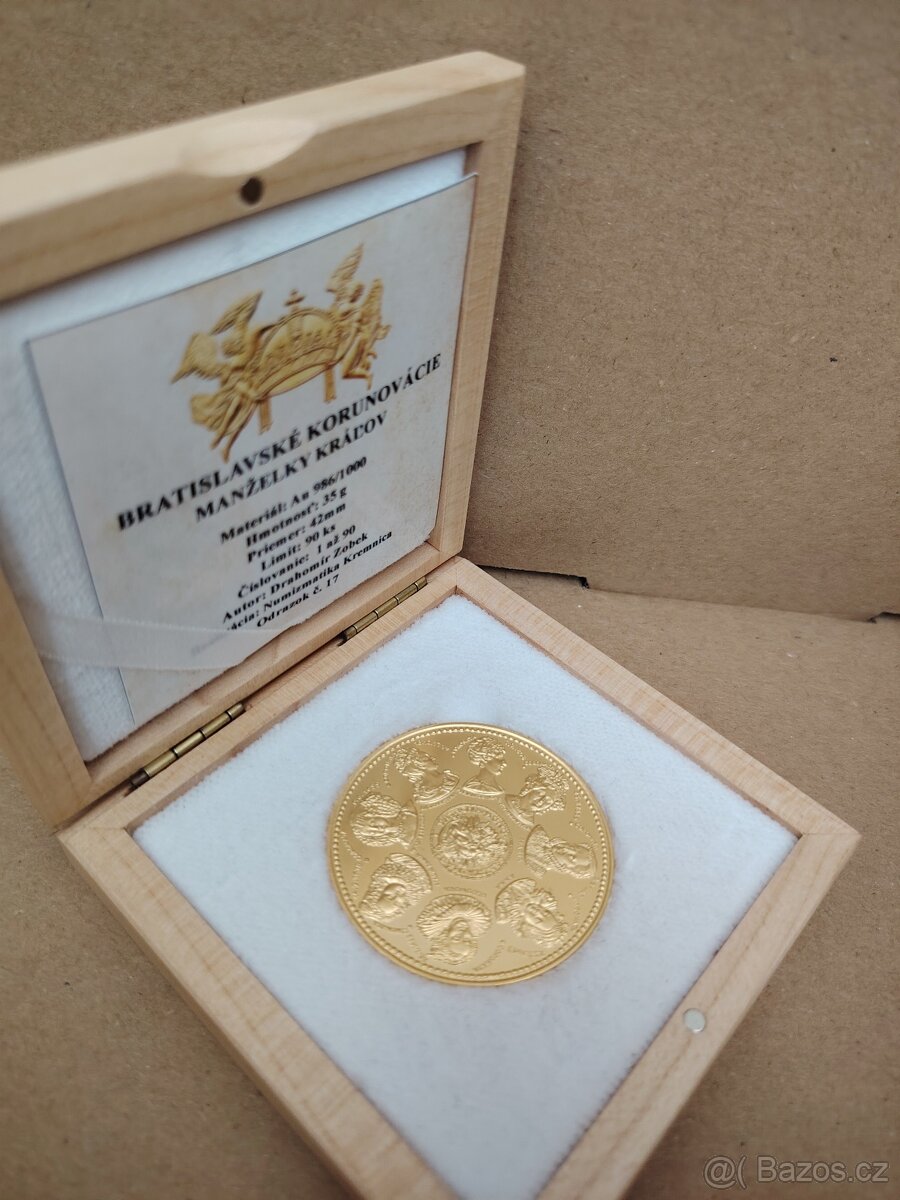 BRATISLAVSKÉ KORUNOVÁCIE
MANŽELKY KRÁĽOV
Materiál: Au 986/1000
Hmotnosť: 35 g
Priemer: 42mm
Limit: 90 ks
Číslovanie: 1 až 90
Autor: Drahomír Zobek
Numizmatika Kremnica
Odrazok č. 17
@( Bazos.cz